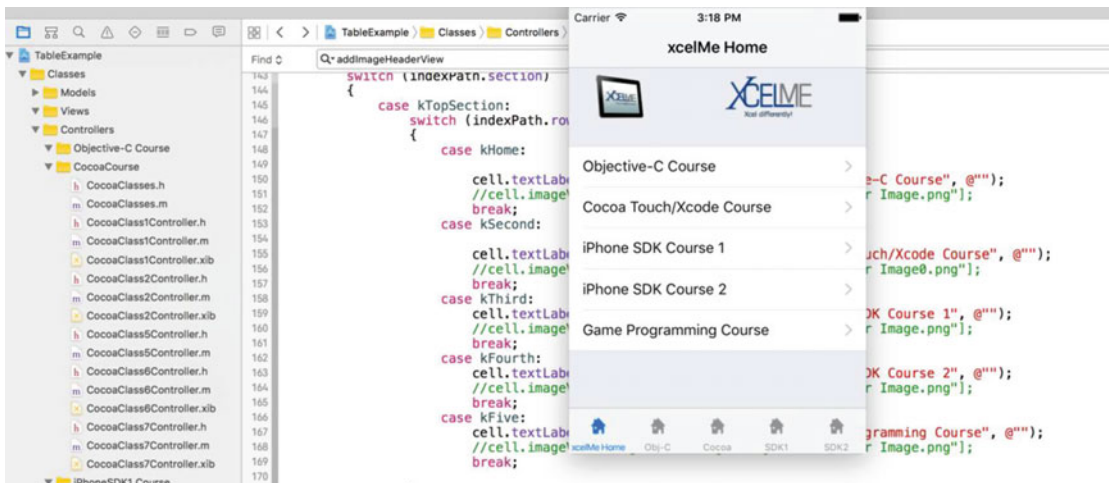 TableExample
Classes
Models
Views
Controllers
Objective-C Course
CocoaCourse
h CocoaClasses.h
m CocoaClasses.m
h CocoaClass1Controller.h
m CocoaClass1Controller.m
CocoaClass1Controller.xib
h CocoaClass2Controller.h
m CocoaClass2Controller.m
CocoaClass2Controller.xib
h CocoaClass5Controller.h
m CocoaClass5Controller.m
h CocoaClass6Controller.h
m CocoaClass6Controller.m
CocoaClass6Controller.xib
h CocoaClass7Controller.h
m CocoaClass7Controller.m
CocoaClass7Controller.xib
iPhoneSDK1 Course
TableExample Classes Controllers
Find addImageHeaderView
143 switch (indexPath.section)
144 {
145 case kTopSection:
146 switch (indexPath.ro
147 {
148 case kHome:
149
150 cell.textLab e-C Course", @"");
151 //cell.image r Image.png"];
152 break;
153 case kSecond:
154
155 cell.textLab uch/Xcode Course", @"");
156 //cell.image r Image0.png"];
157 break;
158 case kThird:
159 cell.textLab DK Course 1", @"");
160 //cell.image r Image.png"];
161 break;
162 case kFourth:
163 cell.textLab DK Course 2", @"");
164 //cell.image r Image.png"];
165 break;
166 case kFive:
167 cell.textLab gramming Course", @"");
168 //cell.image r Image.png"];
169 break;
170
Carrier 3:18 PM
xcelMe Home
XCELME
XCELME
Xcel differently!
Objective-C Course
Cocoa Touch/Xcode Course
iPhone SDK Course 1
iPhone SDK Course 2
Game Programming Course
xcelMe Home Obj-C Cocoa SDK1 SDK2